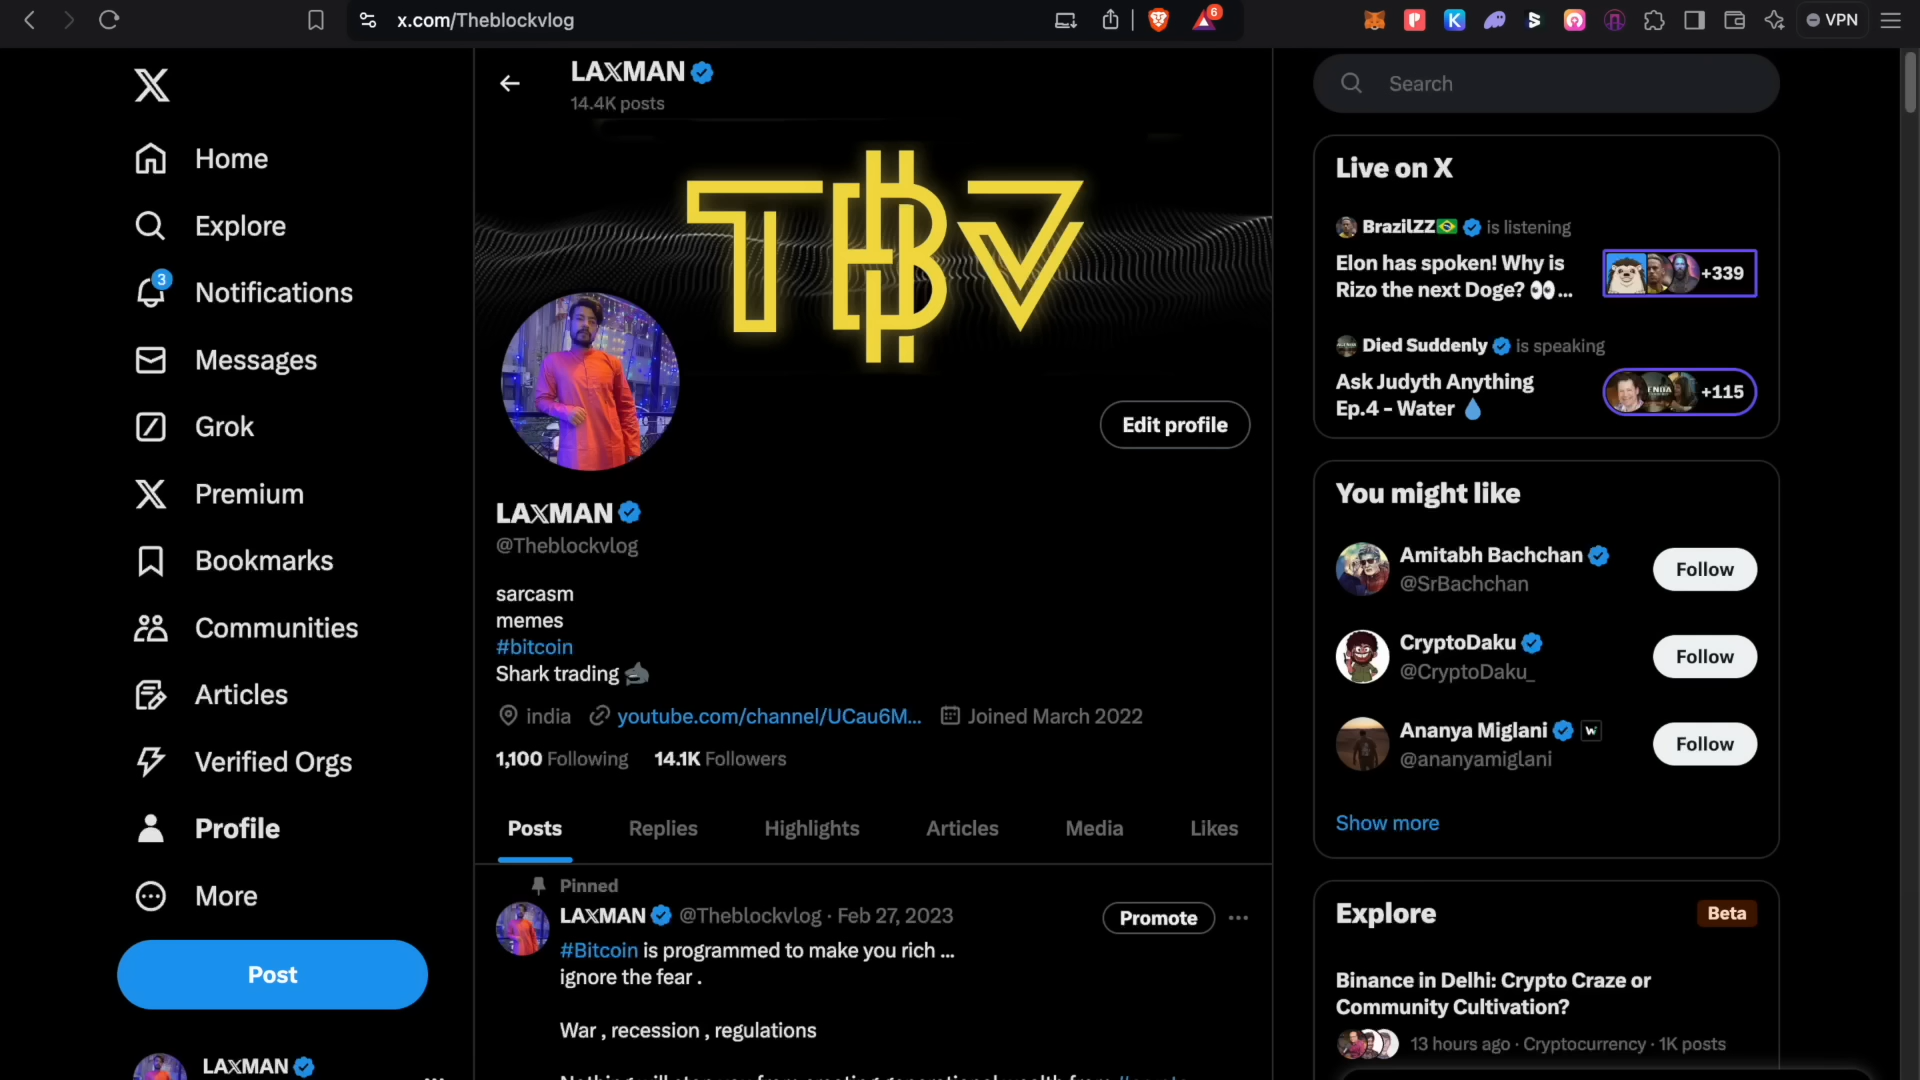 x.com/Theblockvlog
6
VPN
LAXMAN
14.4K posts
Search
Home
Explore
3
Notifications
Messages
Grok
Premium
Bookmarks
Communities
Articles
Verified Orgs
Profile
More
Post
LAXMAN
TBV
Edit profile
LAXMAN
@Theblockvlog
sarcasm
memes
#bitcoin
Shark trading 🦈
india
youtube.com/channel/UCau6M...
Joined March 2022
1,100 Following 14.1K Followers
Posts Replies Highlights Articles Media Likes
Pinned
LAXMAN @Theblockvlog · Feb 27, 2023
Promote
#Bitcoin is programmed to make you rich ...
ignore the fear .
War , recession , regulations
Live on X
BrazilZZ🇧🇷 is listening
Elon has spoken! Why is
Rizo the next Doge? 👀...
+339
Died Suddenly is speaking
Ask Judyth Anything
Ep.4 - Water 💧
+115
You might like
Amitabh Bachchan
@SrBachchan
Follow
CryptoDaku
@CryptoDaku_
Follow
Ananya Miglani
@ananyamiglani
Follow
Show more
Explore
Beta
Binance in Delhi: Crypto Craze or
Community Cultivation?
13 hours ago · Cryptocurrency · 1K posts